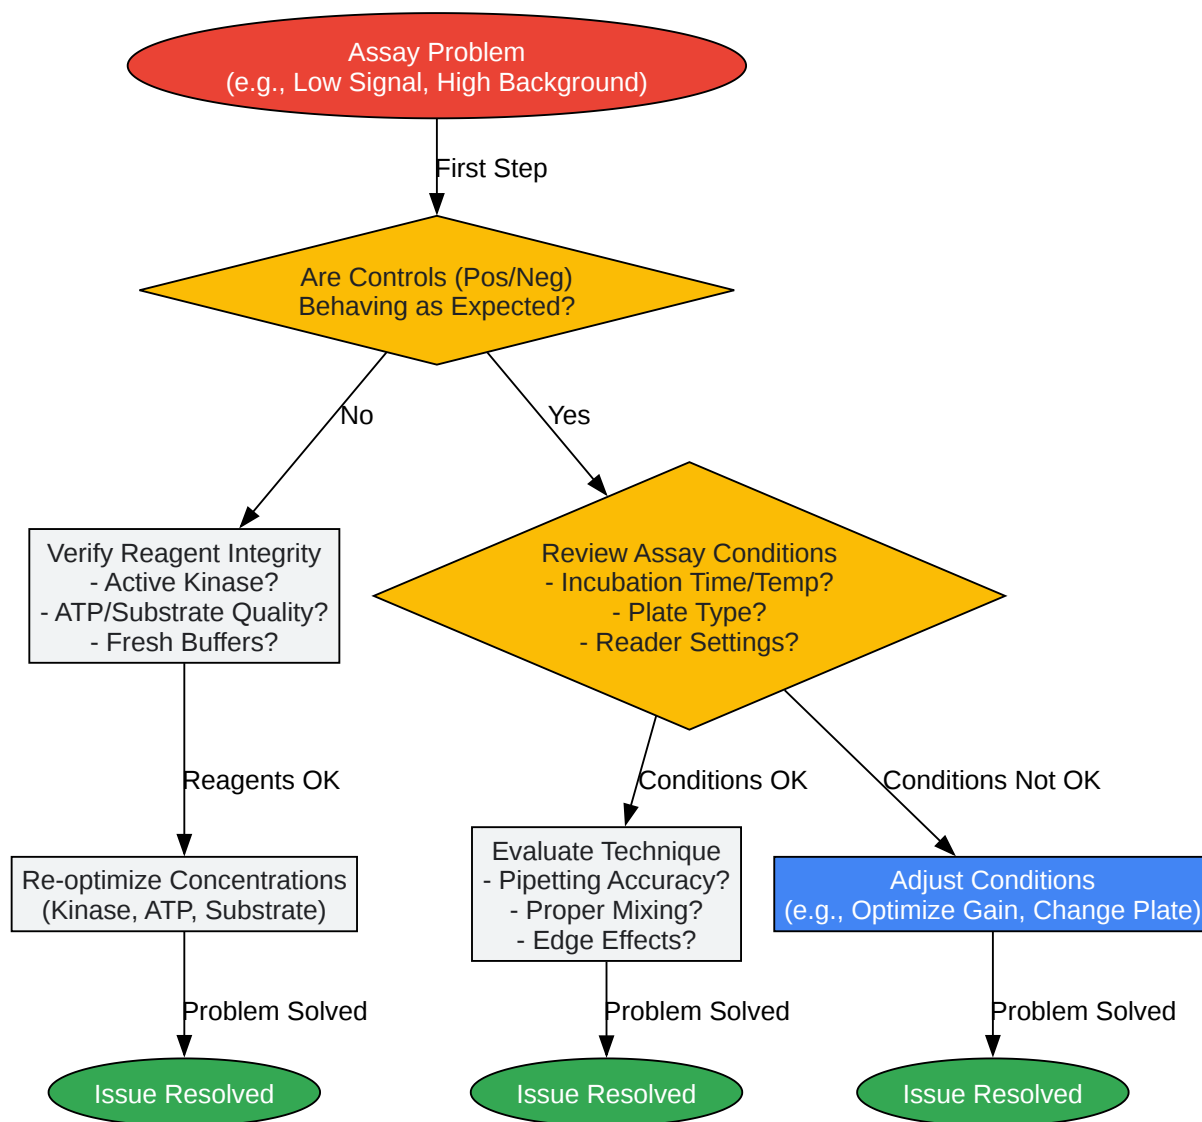 Assay Problem
(e.g., Low Signal, High Background)
First Step
Are Controls (Pos/Neg)
Behaving as Expected?
No
Yes
Verify Reagent Integrity
- Active Kinase?
- ATP/Substrate Quality?
- Fresh Buffers?
Review Assay Conditions
- Incubation Time/Temp?
- Plate Type?
- Reader Settings?
Reagents OK
Conditions OK
Conditions Not OK
Re-optimize Concentrations
(Kinase, ATP, Substrate)
Evaluate Technique
- Pipetting Accuracy?
- Proper Mixing?
- Edge Effects?
Adjust Conditions
(e.g., Optimize Gain, Change Plate)
Problem Solved
Problem Solved
Problem Solved
Issue Resolved
Issue Resolved
Issue Resolved